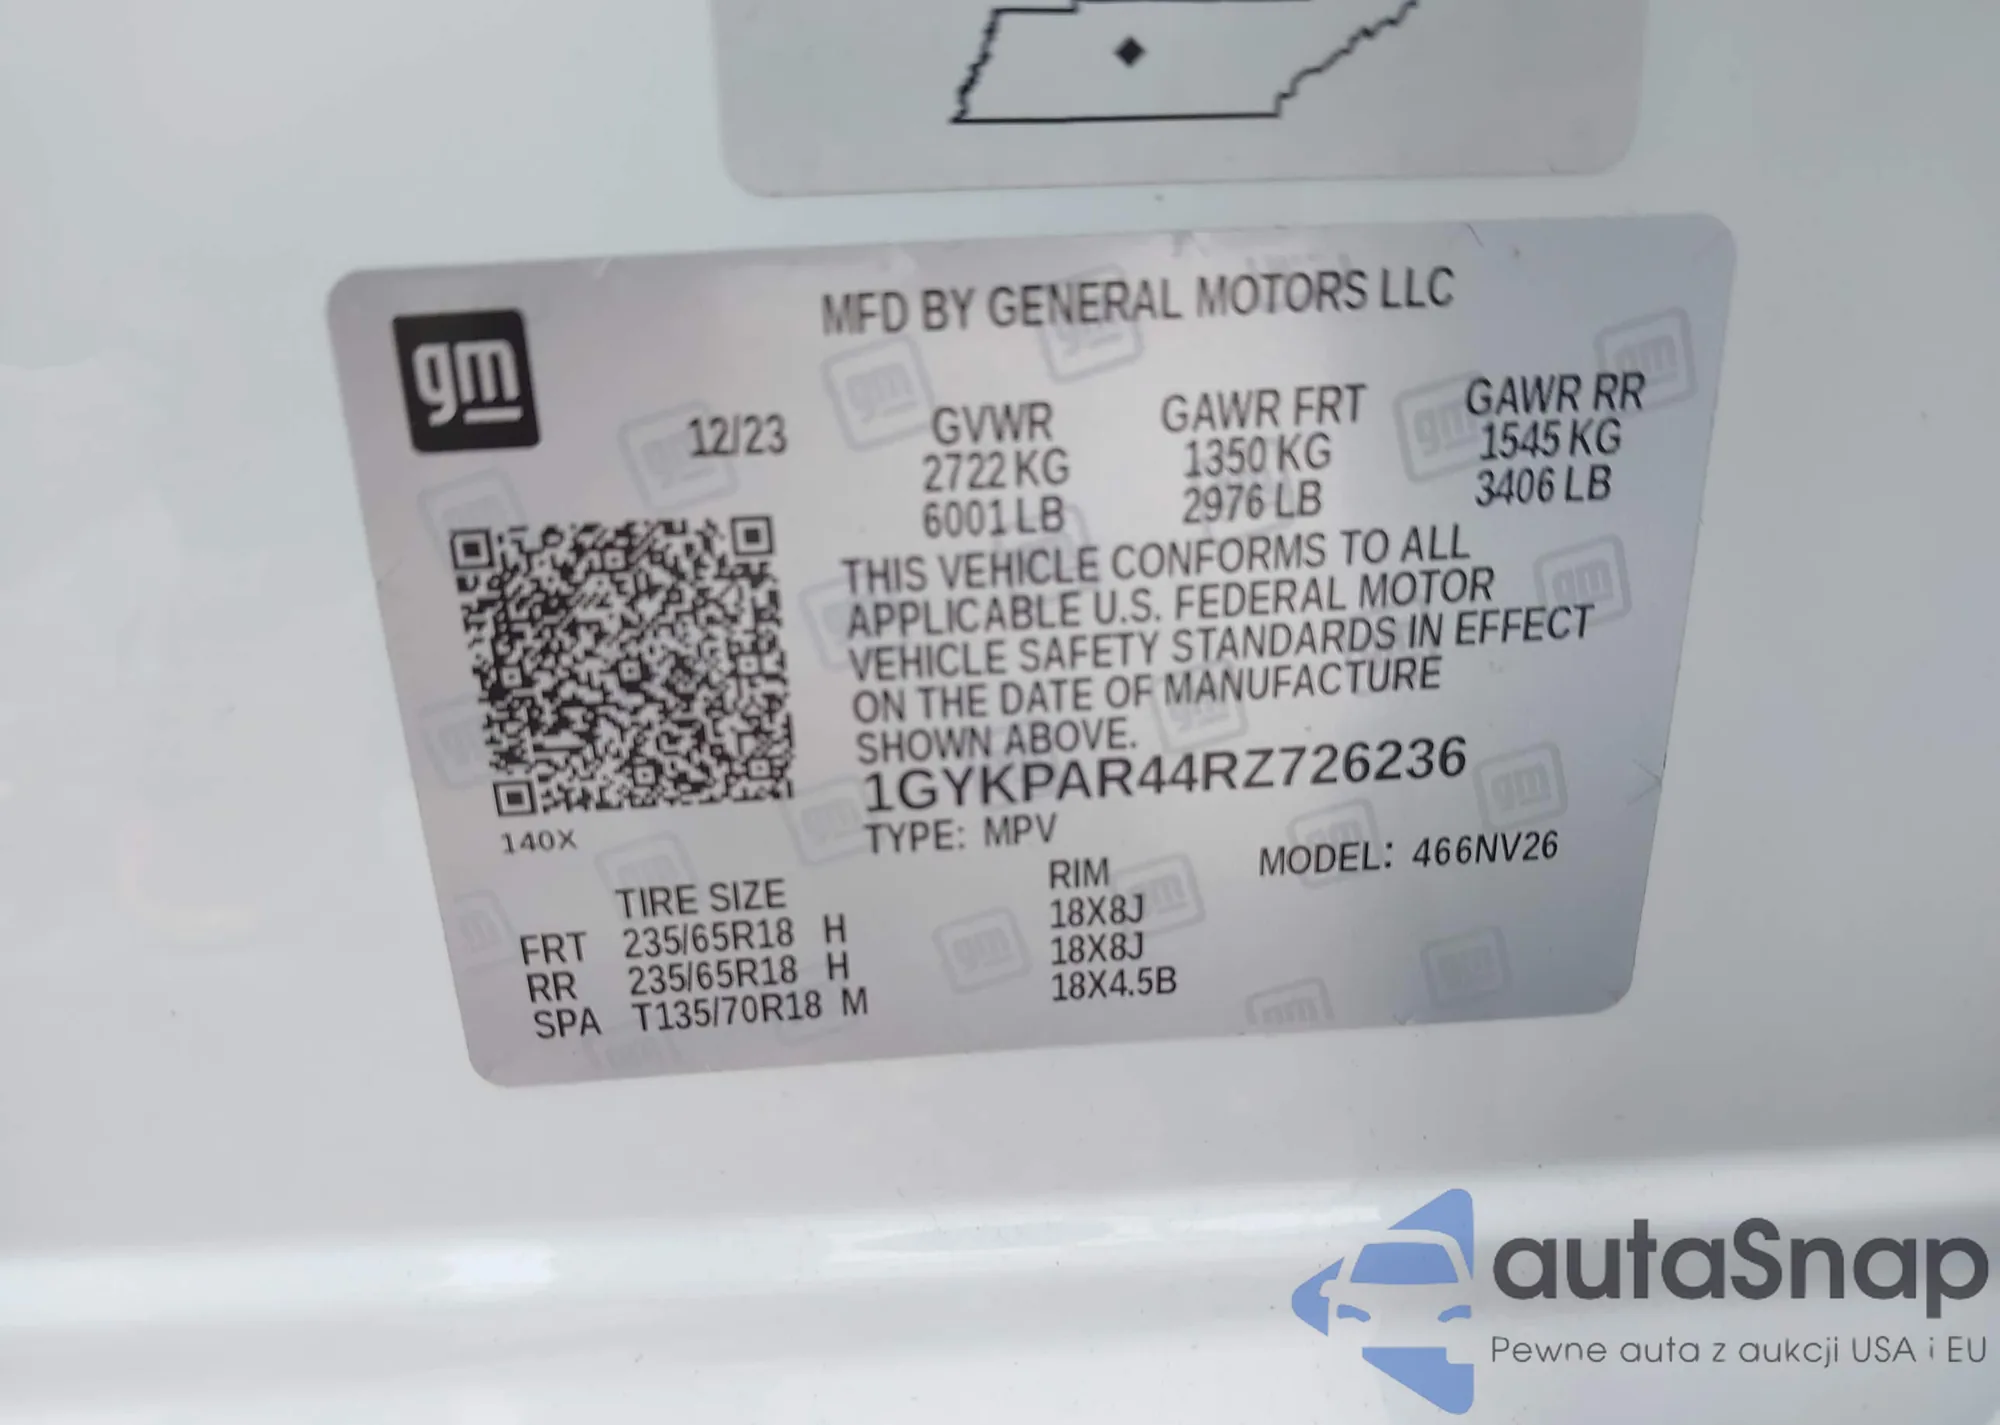 MFD BY GENERAL MOTORS LLC
gm
12/23
GVWR GAWR FRT GAWR RR
2722 KG 1350 KG 1545 KG
6001 LB 2976 LB 3406 LB
THIS VEHICLE CONFORMS TO ALL
APPLICABLE U.S. FEDERAL MOTOR
VEHICLE SAFETY STANDARDS IN EFFECT
ON THE DATE OF MANUFACTURE
SHOWN ABOVE.
1GYKPAR44RZ726236
140X
TYPE: MPV MODEL: 466NV26
TIRE SIZE RIM
FRT 235/65R18 H 18X8J
RR 235/65R18 H 18X8J
SPA T135/70R18 M 18X4.5B
autaSnap
Pewne auta z aukcji USA i EU